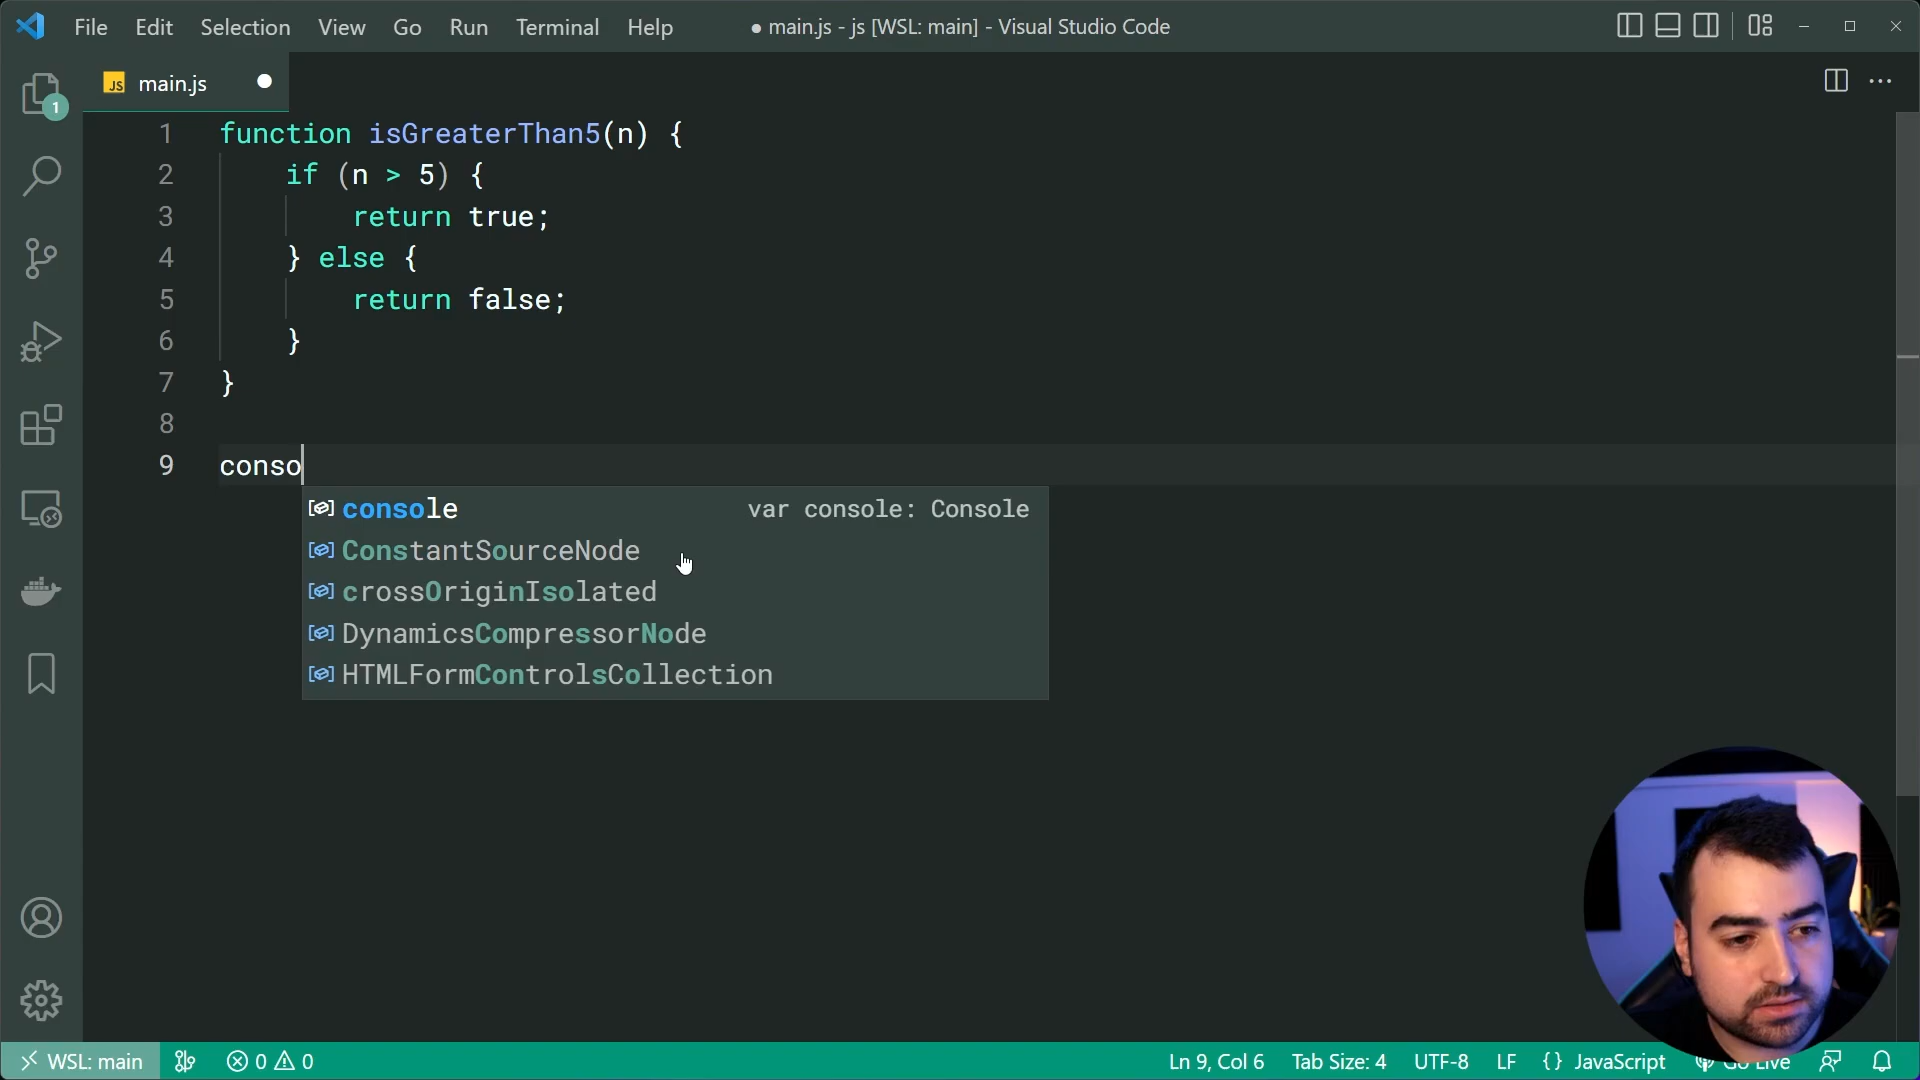 File Edit Selection View Go Run Terminal Help ● main.js - js [WSL: main] - Visual Studio Code
JS main.js
1
1 function isGreaterThan5(n) {
2 if (n > 5) {
3 return true;
4 } else {
5 return false;
6 }
7 }
8
9 conso
console var console: Console
ConstantSourceNode
crossOriginIsolated
DynamicsCompressorNode
HTMLFormControlsCollection
WSL: main 0 0 Ln 9, Col 6 Tab Size: 4 UTF-8 LF {} JavaScript Go Live